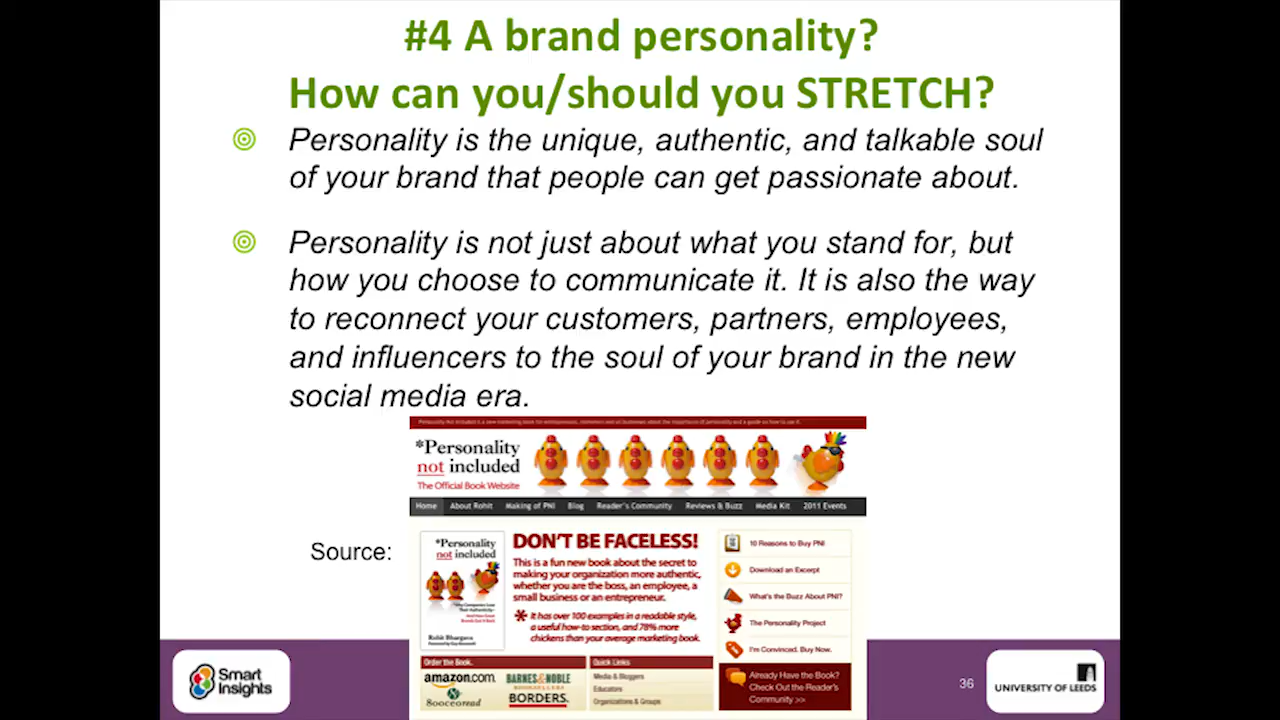 #4 A brand personality?
How can you/should you STRETCH?
Personality is the unique, authentic, and talkable soul
of your brand that people can get passionate about.
Personality is not just about what you stand for, but
how you choose to communicate it. It is also the way
to reconnect your customers, partners, employees,
and influencers to the soul of your brand in the new
social media era.
*Personality
not included
The Official Book Website
Home About Rohit Making of PNI Blog Reader's Community Reviews & Buzz Media Kit 2011 Events
Source:
*Personality
not included
Rohit Bhargava
DON'T BE FACELESS!
This is a fun new book about the secret to
making your organization more authentic,
whether you are the boss, an employee, a
small business or an entrepreneur.
* It has over 100 examples in a readable style,
a useful how-to section, and 78% more
chickens than your average marketing book.
10 Reasons to Buy PNI
Download an Excerpt
What's the Buzz About PNI?
The Personality Project
I'm Convinced. Buy Now.
Already Have the Book?
Check Out the Reader's
Community >>
Order the Book.
amazon.com
BARNES & NOBLE
800ceoread
BORDERS.
Quick Links
Media & Bloggers
Educators
Organizations & Groups
Smart
Insights
36
UNIVERSITY OF LEEDS